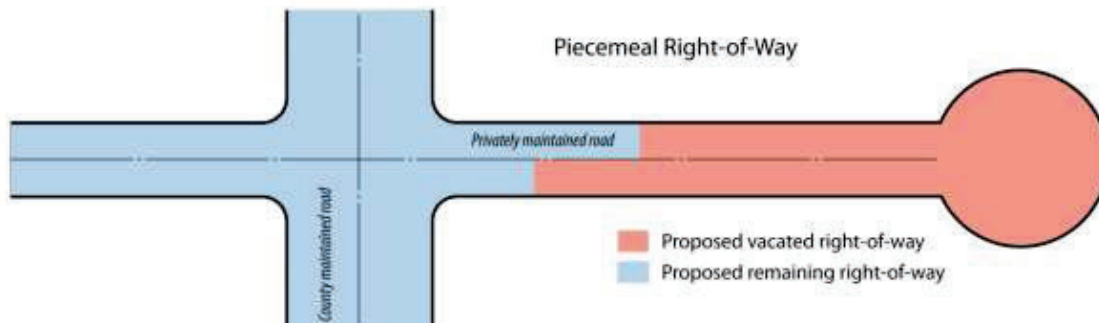 Piecemeal Right-of-Way
Privately maintained road
County maintained road
Proposed vacated right-of-way
Proposed remaining right-of-way